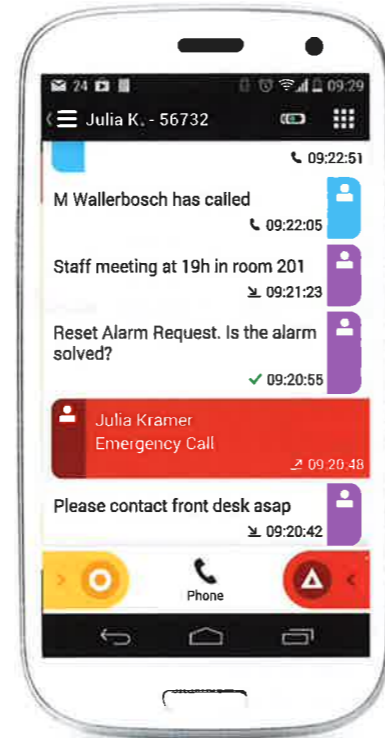 24
09:29
Julia K. - 56732
09:22:51
M Wallerbosch has called
09:22:05
Staff meeting at 19h in room 201
09:21:23
Reset Alarm Request. Is the alarm
solved?
09:20:55
Julia Kramer
Emergency Call
09:20:48
Please contact front desk asap
09:20:42
Phone